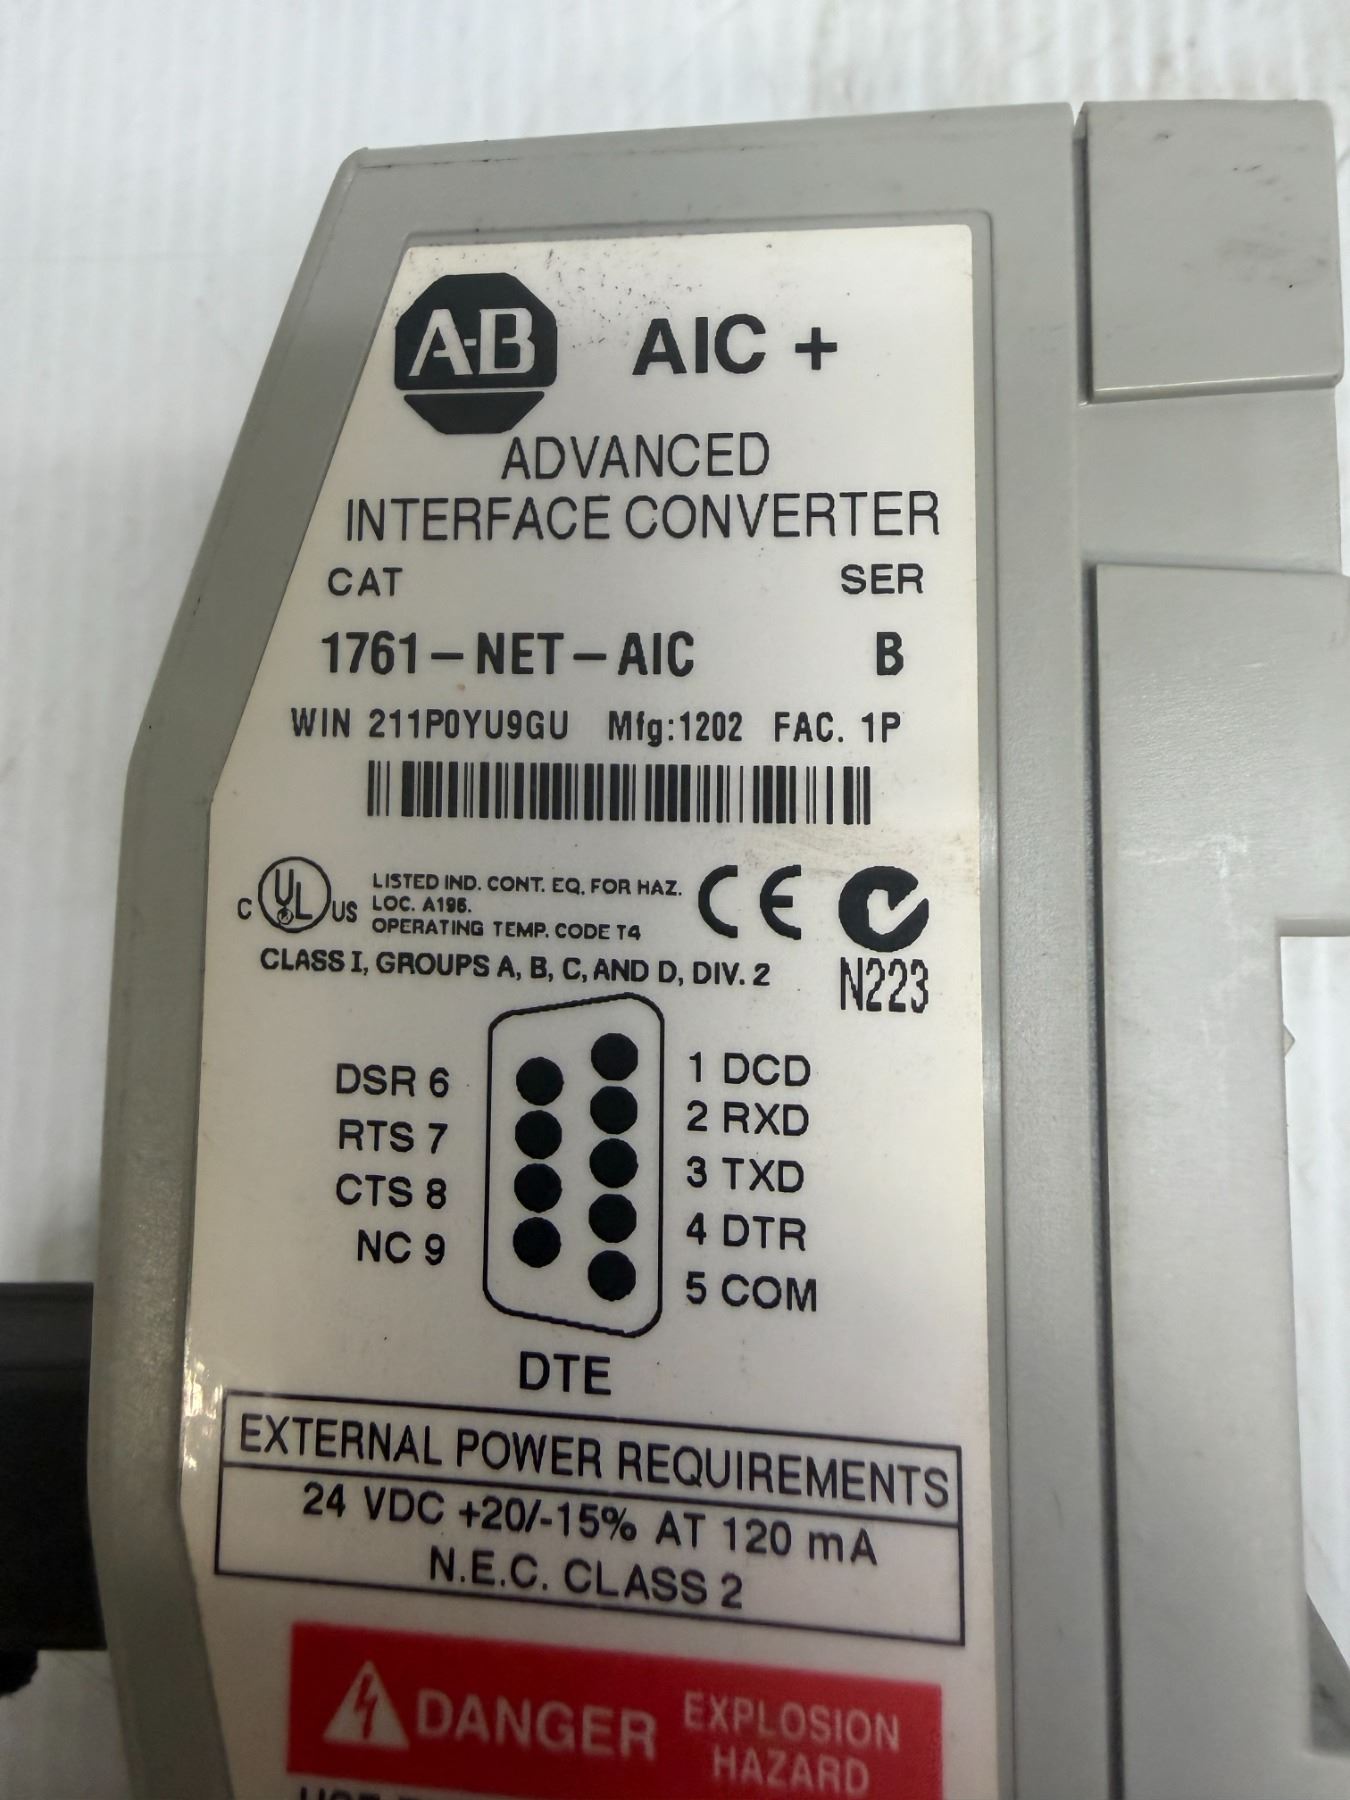 A-B AIC +
ADVANCED
INTERFACE CONVERTER
CAT SER
1761-NET-AIC B
WIN 211P0YU9GU Mfg:1202 FAC. 1P
C UL US
LISTED IND. CONT. EQ. FOR HAZ.
LOC. A196.
OPERATING TEMP. CODE T4
CE
CLASS I, GROUPS A, B, C, AND D, DIV. 2
N223
DSR 6
RTS 7
CTS 8
NC 9
1 DCD
2 RXD
3 TXD
4 DTR
5 COM
DTE
EXTERNAL POWER REQUIREMENTS
24 VDC +20/-15% AT 120 mA
N.E.C. CLASS 2
DANGER EXPLOSION
HAZARD